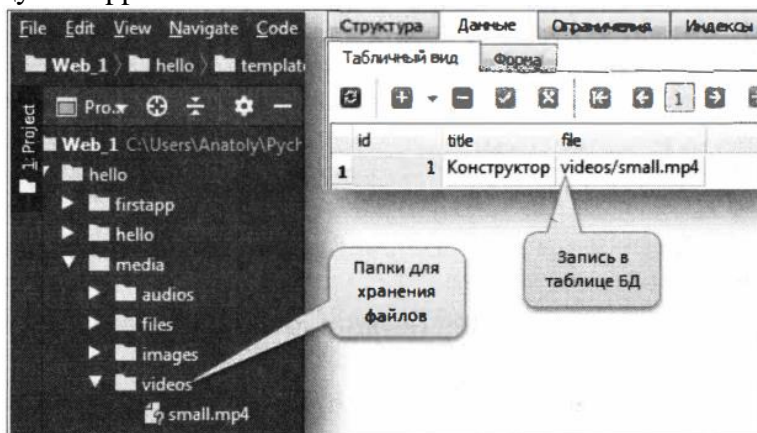 File Edit View Navigate Code
Web_1 hello templat
1: Project
Pro...
Web_1 C:\Users\Anatoly\Pych
hello
firstapp
hello
media
audios
files
images
videos
small.mp4
Папки для
хранения
файлов
Структура Данные Ограничения Индексы
Табличный вид Форма
1
id title file
1 1 Конструктор videos/small.mp4
Запись в
таблице БД